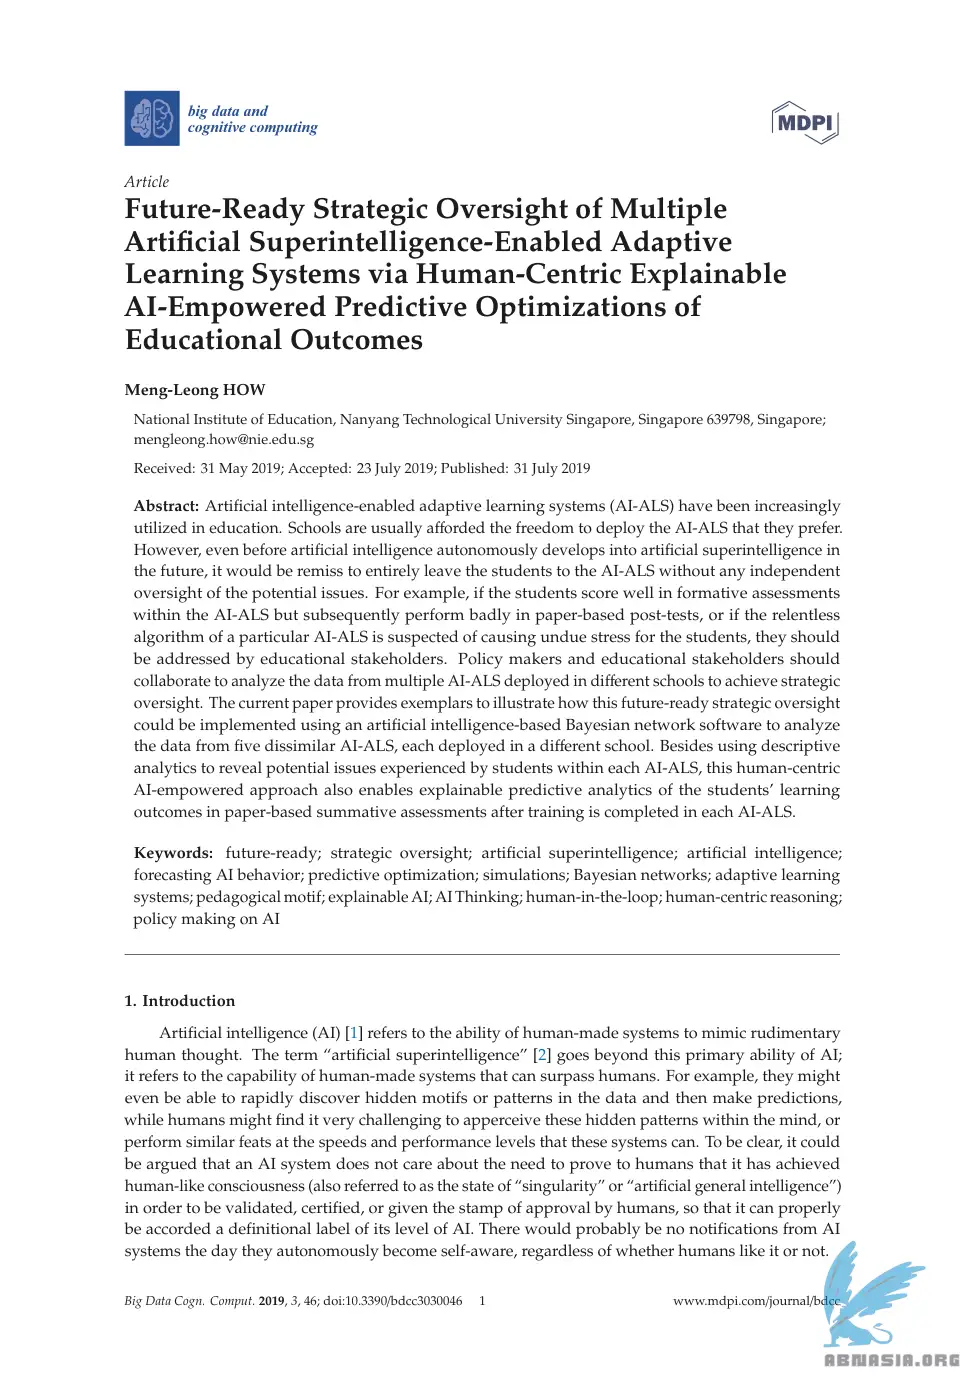 big data and
cognitive computing
MDPI
Article
Future-Ready Strategic Oversight of Multiple
Artificial Superintelligence-Enabled Adaptive
Learning Systems via Human-Centric Explainable
AI-Empowered Predictive Optimizations of
Educational Outcomes
Meng-Leong HOW
National Institute of Education, Nanyang Technological University Singapore, Singapore 639798, Singapore;
mengleong.how@nie.edu.sg
Received: 31 May 2019; Accepted: 23 July 2019; Published: 31 July 2019
Abstract: Artificial intelligence-enabled adaptive learning systems (AI-ALS) have been increasingly
utilized in education. Schools are usually afforded the freedom to deploy the AI-ALS that they prefer.
However, even before artificial intelligence autonomously develops into artificial superintelligence in
the future, it would be remiss to entirely leave the students to the AI-ALS without any independent
oversight of the potential issues. For example, if the students score well in formative assessments
within the AI-ALS but subsequently perform badly in paper-based post-tests, or if the relentless
algorithm of a particular AI-ALS is suspected of causing undue stress for the students, they should
be addressed by educational stakeholders. Policy makers and educational stakeholders should
collaborate to analyze the data from multiple AI-ALS deployed in different schools to achieve strategic
oversight. The current paper provides exemplars to illustrate how this future-ready strategic oversight
could be implemented using an artificial intelligence-based Bayesian network software to analyze
the data from five dissimilar AI-ALS, each deployed in a different school. Besides using descriptive
analytics to reveal potential issues experienced by students within each AI-ALS, this human-centric
AI-empowered approach also enables explainable predictive analytics of the students' learning
outcomes in paper-based summative assessments after training is completed in each AI-ALS.
Keywords: future-ready; strategic oversight; artificial superintelligence; artificial intelligence;
forecasting AI behavior; predictive optimization; simulations; Bayesian networks; adaptive learning
systems; pedagogical motif; explainable AI; AI Thinking; human-in-the-loop; human-centric reasoning;
policy making on AI
1. Introduction
Artificial intelligence (AI) [1] refers to the ability of human-made systems to mimic rudimentary
human thought. The term “artificial superintelligence” [2] goes beyond this primary ability of AI;
it refers to the capability of human-made systems that can surpass humans. For example, they might
even be able to rapidly discover hidden motifs or patterns in the data and then make predictions,
while humans might find it very challenging to apperceive these hidden patterns within the mind, or
perform similar feats at the speeds and performance levels that these systems can. To be clear, it could
be argued that an AI system does not care about the need to prove to humans that it has achieved
human-like consciousness (also referred to as the state of “singularity” or “artificial general intelligence”)
in order to be validated, certified, or given the stamp of approval by humans, so that it can properly
be accorded a definitional label of its level of AI. There would probably be no notifications from AI
systems the day they autonomously become self-aware, regardless of whether humans like it or not.
Big Data Cogn. Comput. 2019, 3, 46; doi:10.3390/bdcc3030046 1 www.mdpi.com/journal/bdcc
ABMASIA.ORG